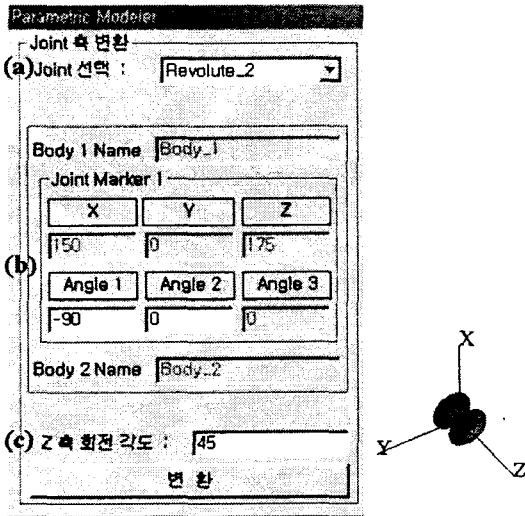 Parametric Modeler
Joint 축 변환
(a) Joint 선택 : Revolute_2
Body 1 Name Body_1
Joint Marker 1
X Y Z
150 0 175
(b)
Angle 1 Angle 2 Angle 3
-90 0 0
Body 2 Name Body_2
(c) Z 축 회전 각도 : 45
변 환
X
Y
Z